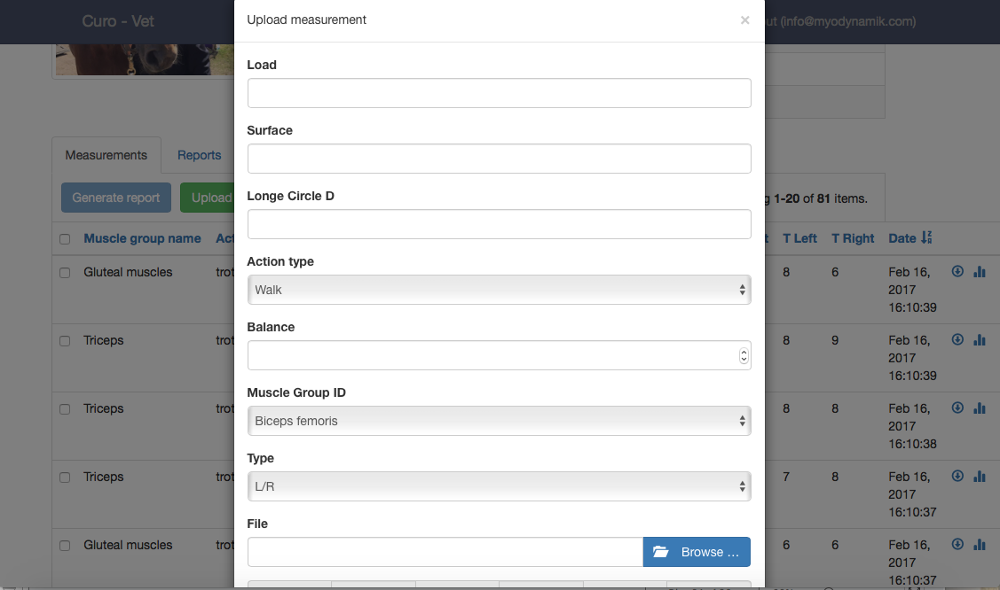 Curo - Vet
Upload measurement
×
ut (info@myodynamik.com)
Load
Surface
Longe Circle D
Action type
Walk
Balance
Muscle Group ID
Biceps femoris
Type
L/R
File
Browse ...
Measurements
Reports
Generate report
Upload
g 1-20 of 81 items.
Muscle group name Act t T Left T Right Date
Gluteal muscles trot 8 6 Feb 16,
2017
16:10:39
Triceps trot 8 9 Feb 16,
2017
16:10:39
Triceps trot 8 8 Feb 16,
2017
16:10:38
Triceps trot 7 8 Feb 16,
2017
16:10:37
Gluteal muscles trot 6 6 Feb 16,
2017
16:10:37